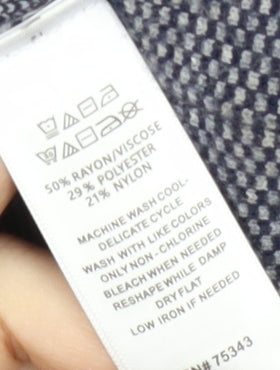 50% RAYON/VISCOSE
29% POLYESTER
21% NYLON
MACHINE WASH COOL-
DELICATE CYCLE
WASH WITH LIKE COLORS
ONLY NON-CHLORINE
BLEACH WHEN NEEDED
RESHAPE WHILE DAMP
DRY FLAT
LOW IRON IF NEEDED
N# 75343